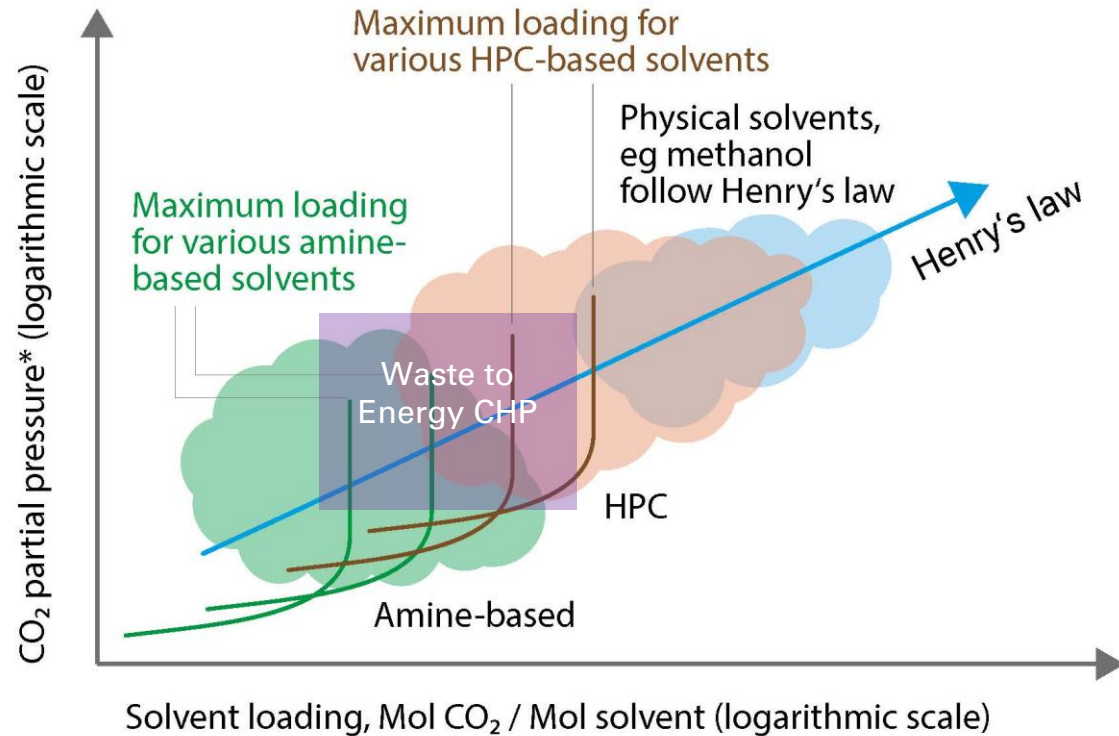 Maximum loading for
various HPC-based solvents
Physical solvents,
eg methanol
follow Henry's law
Maximum loading
for various amine-
based solvents
Henry's law
Waste to
Energy CHP
HPC
Amine-based
CO₂ partial pressure* (logarithmic scale)
Solvent loading, Mol CO₂ / Mol solvent (logarithmic scale)